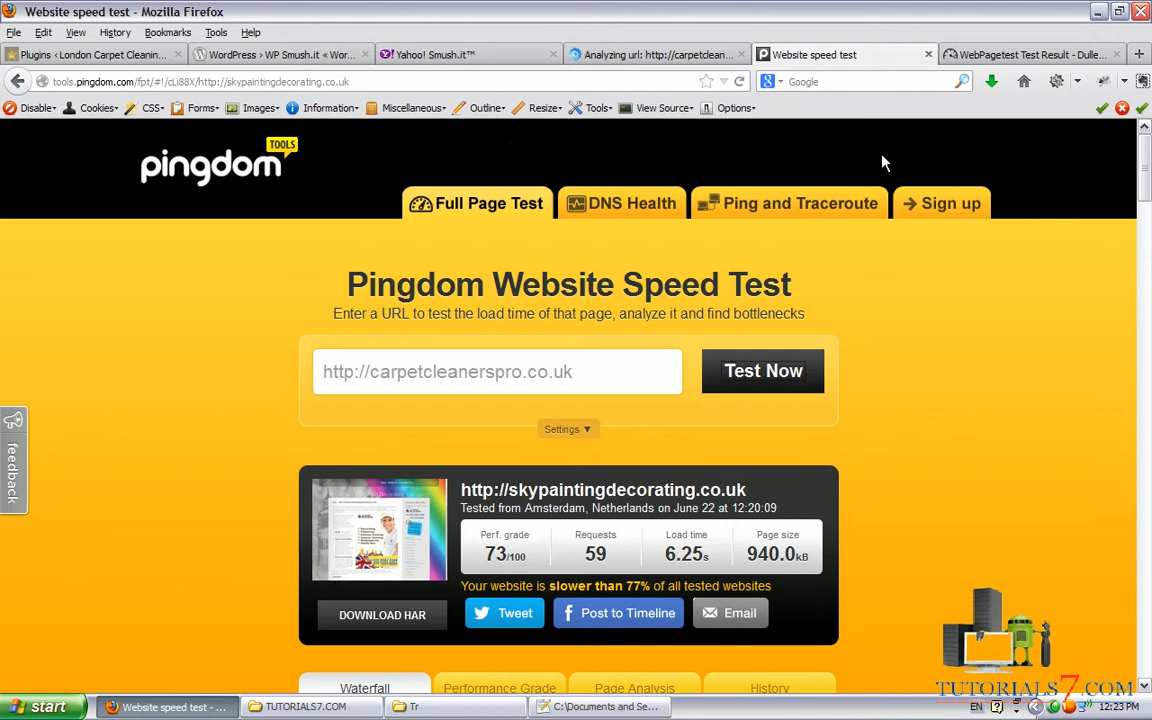 Website speed test - Mozilla Firefox
File Edit View History Bookmarks Tools Help
Plugins ‹ London Carpet Cleanin...
WordPress › WP Smush.it « Wo...
Yahoo! Smush.it™
Analyzing url: http://carpetclean...
Website speed test
WebPagetest Test Result - Dulle...
tools.pingdom.com/fpt/#!/cLi88X/http://skypaintingdecorating.co.uk
Google
Disable Cookies CSS Forms Images Information Miscellaneous Outline Resize Tools View Source Options
pingdom
TOOLS
Full Page Test DNS Health Ping and Traceroute Sign up
Pingdom Website Speed Test
Enter a URL to test the load time of that page, analyze it and find bottlenecks
http://carpetcleanerspro.co.uk
Test Now
Settings ▼
feedback
http://skypaintingdecorating.co.uk
Tested from Amsterdam, Netherlands on June 22 at 12:20:09
Perf. grade Requests Load time Page size
73/100 59 6.25s 940.0kB
Your website is slower than 77% of all tested websites
DOWNLOAD HAR
Tweet Post to Timeline Email
Waterfall Performance Grade Page Analysis History
TUTORIALS7.COM
start
Website speed test - ...
TUTORIALS7.COM
Tr
C:\Documents and Se...
EN
12:23 PM